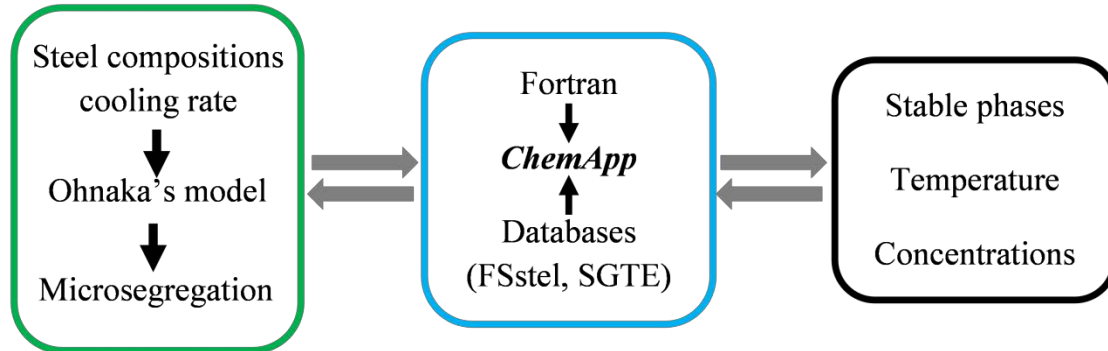 Steel compositions
cooling rate
Ohnaka’s model
Microsegregation
Fortran
ChemApp
Databases
(FSstel, SGTE)
Stable phases
Temperature
Concentrations